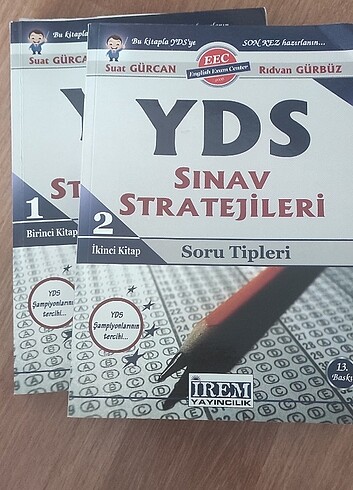 Bu kitapla YDS'ye
SON KEZ hazırlanın...
Suat GÜRCAN
EEC
English Exam Center
Rıdvan GÜRBÜZ
YDS
SINAV
STRATEJİLERİ
2
İkinci Kitap
Soru Tipleri
YDS
Şampiyonlarının
tercihi...
İREM
YAYINCILIK
13.
Baskı
Bu kitapla YDS'ye
Suat GÜRCAN
1
Birinci Kitap
YDS
Şampiyonlarının
tercihi...